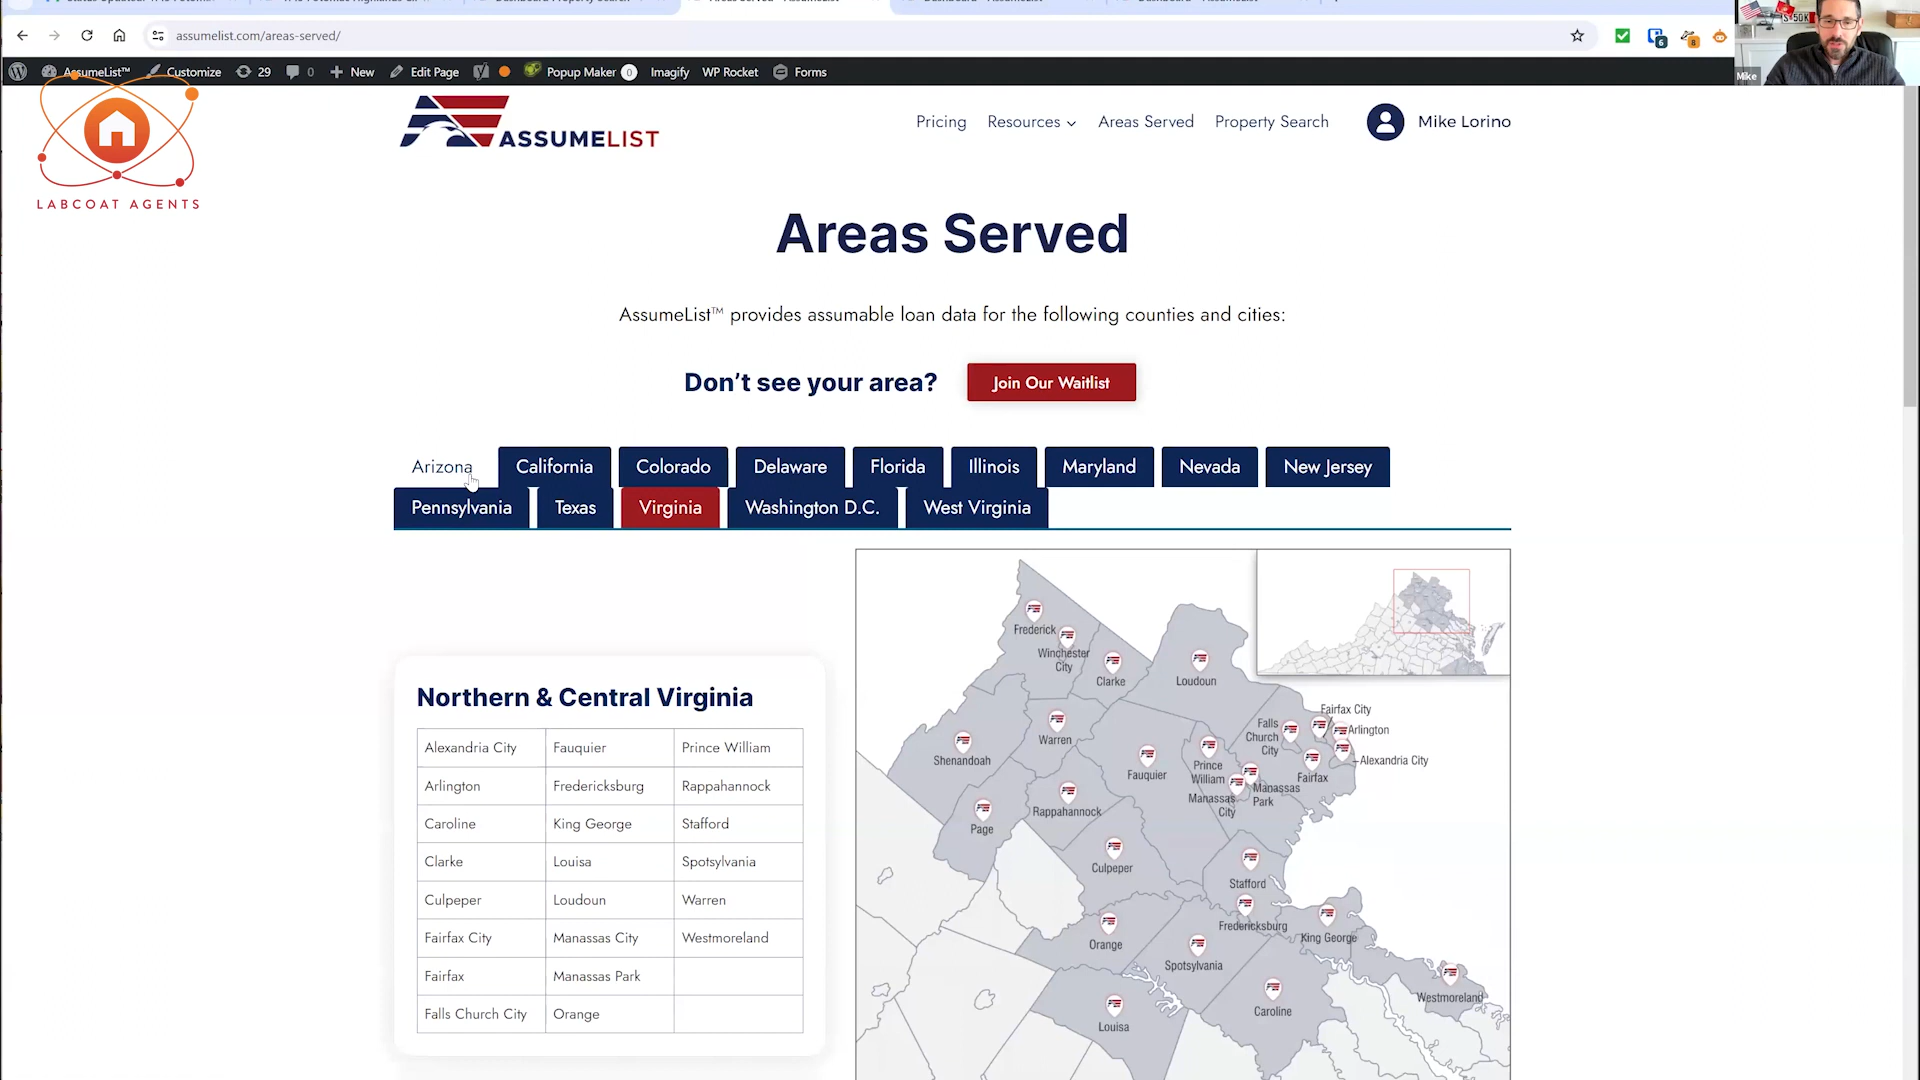 assumelist.com/areas-served/
AssumeList™ Customize 29 0 New Edit Page Popup Maker 0 Imagify WP Rocket Forms
Mike
LABCOAT AGENTS
ASSUMELIST
Pricing Resources Areas Served Property Search Mike Lorino
Areas Served
AssumeList™ provides assumable loan data for the following counties and cities:
Don't see your area? Join Our Waitlist
Arizona California Colorado Delaware Florida Illinois Maryland Nevada New Jersey
Pennsylvania Texas Virginia Washington D.C. West Virginia
Northern & Central Virginia
Alexandria City Fauquier Prince William
Arlington Fredericksburg Rappahannock
Caroline King George Stafford
Clarke Louisa Spotsylvania
Culpeper Loudoun Warren
Fairfax City Manassas City Westmoreland
Fairfax Manassas Park
Falls Church City Orange
Frederick
Winchester
City
Clarke
Loudoun
Fairfax City
Falls
Church
City
Arlington
Warren
Shenandoah
Alexandria City
Fauquier
Prince
William
Fairfax
Manassas
City
Manassas
Park
Rappahannock
Page
Culpeper
Stafford
Fredericksburg
King George
Orange
Spotsylvania
Westmoreland
Caroline
Louisa